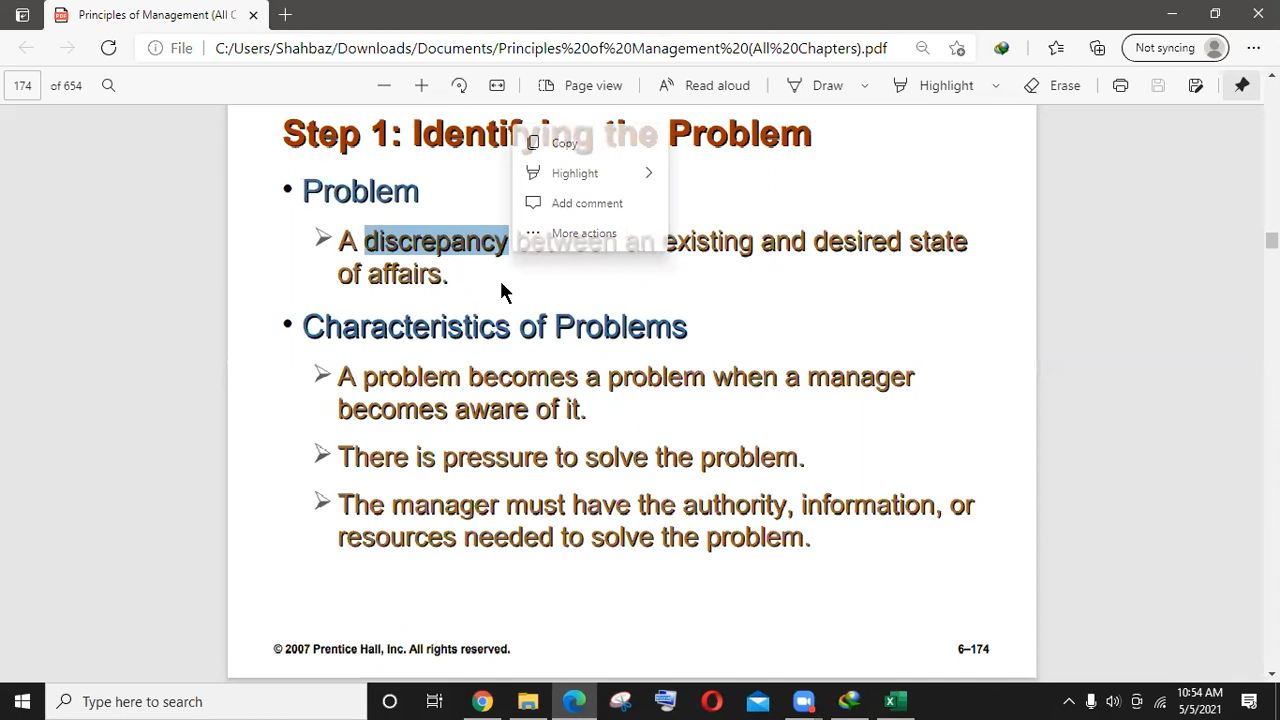 Principles of Management (All C
File C:/Users/Shahbaz/Downloads/Documents/Principles%20of%20Management%20(All%20Chapters).pdf Not syncing
174 of 654 Page view Read aloud Draw Highlight Erase
Step 1: Identifying the Problem
Copy
Highlight
Add comment
More actions
• Problem
A discrepancy between an existing and desired state
of affairs.
• Characteristics of Problems
A problem becomes a problem when a manager
becomes aware of it.
There is pressure to solve the problem.
The manager must have the authority, information, or
resources needed to solve the problem.
© 2007 Prentice Hall, Inc. All rights reserved. 6–174
Type here to search
10:54 AM
5/5/2021